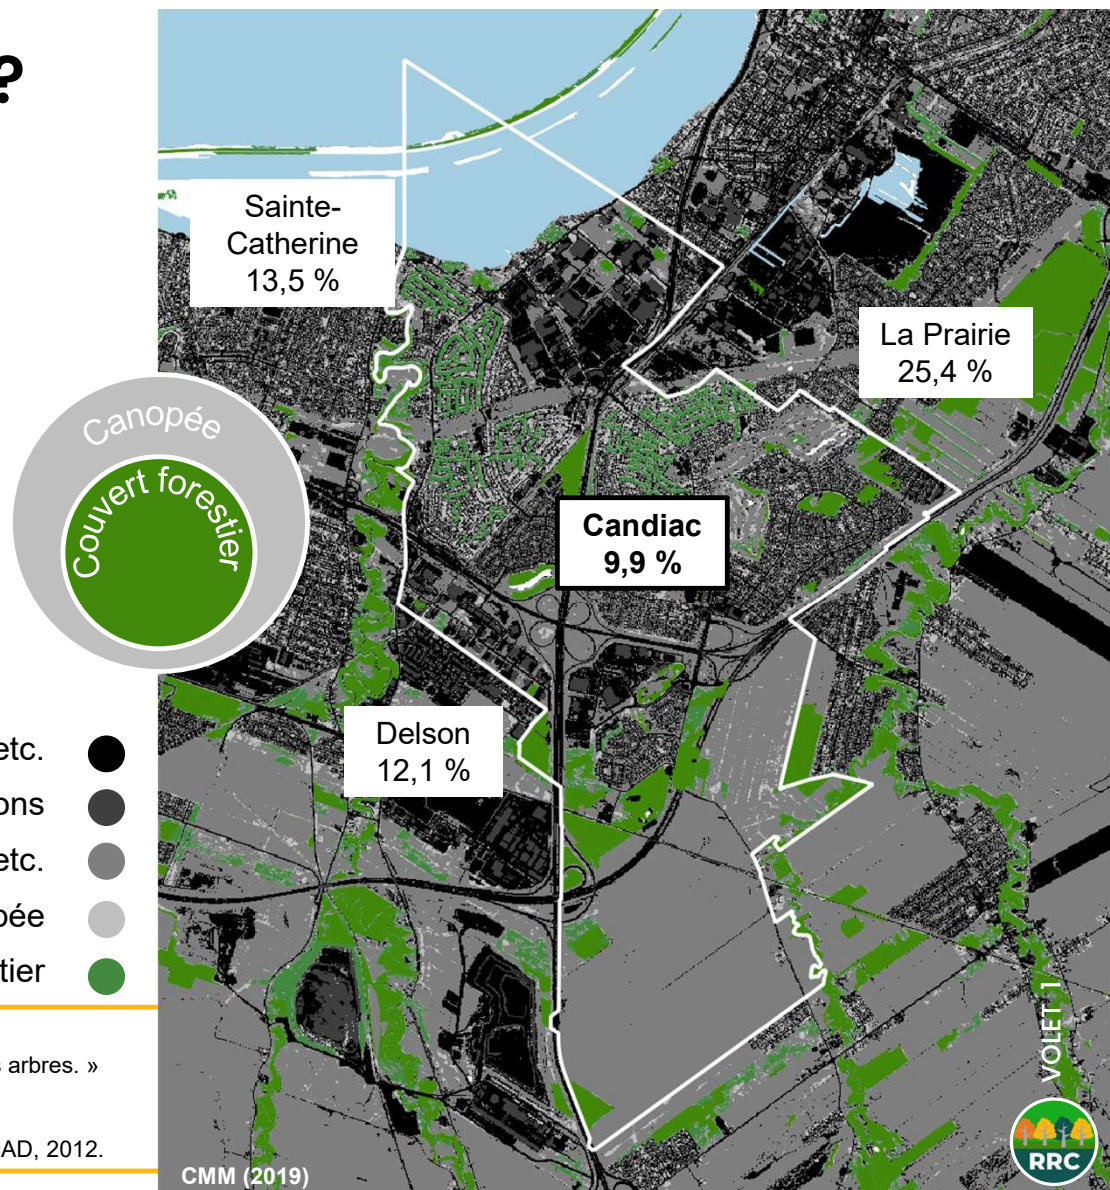 ?
Sainte-
Catherine
13,5 %
La Prairie
25,4 %
Canopée
Couvert forestier
Candiac
9,9 %
Delson
12,1 %
etc.
ons
etc.
pée
tier
s arbres. »
IAD, 2012.
CMM (2019)
VOLET 1
RRC